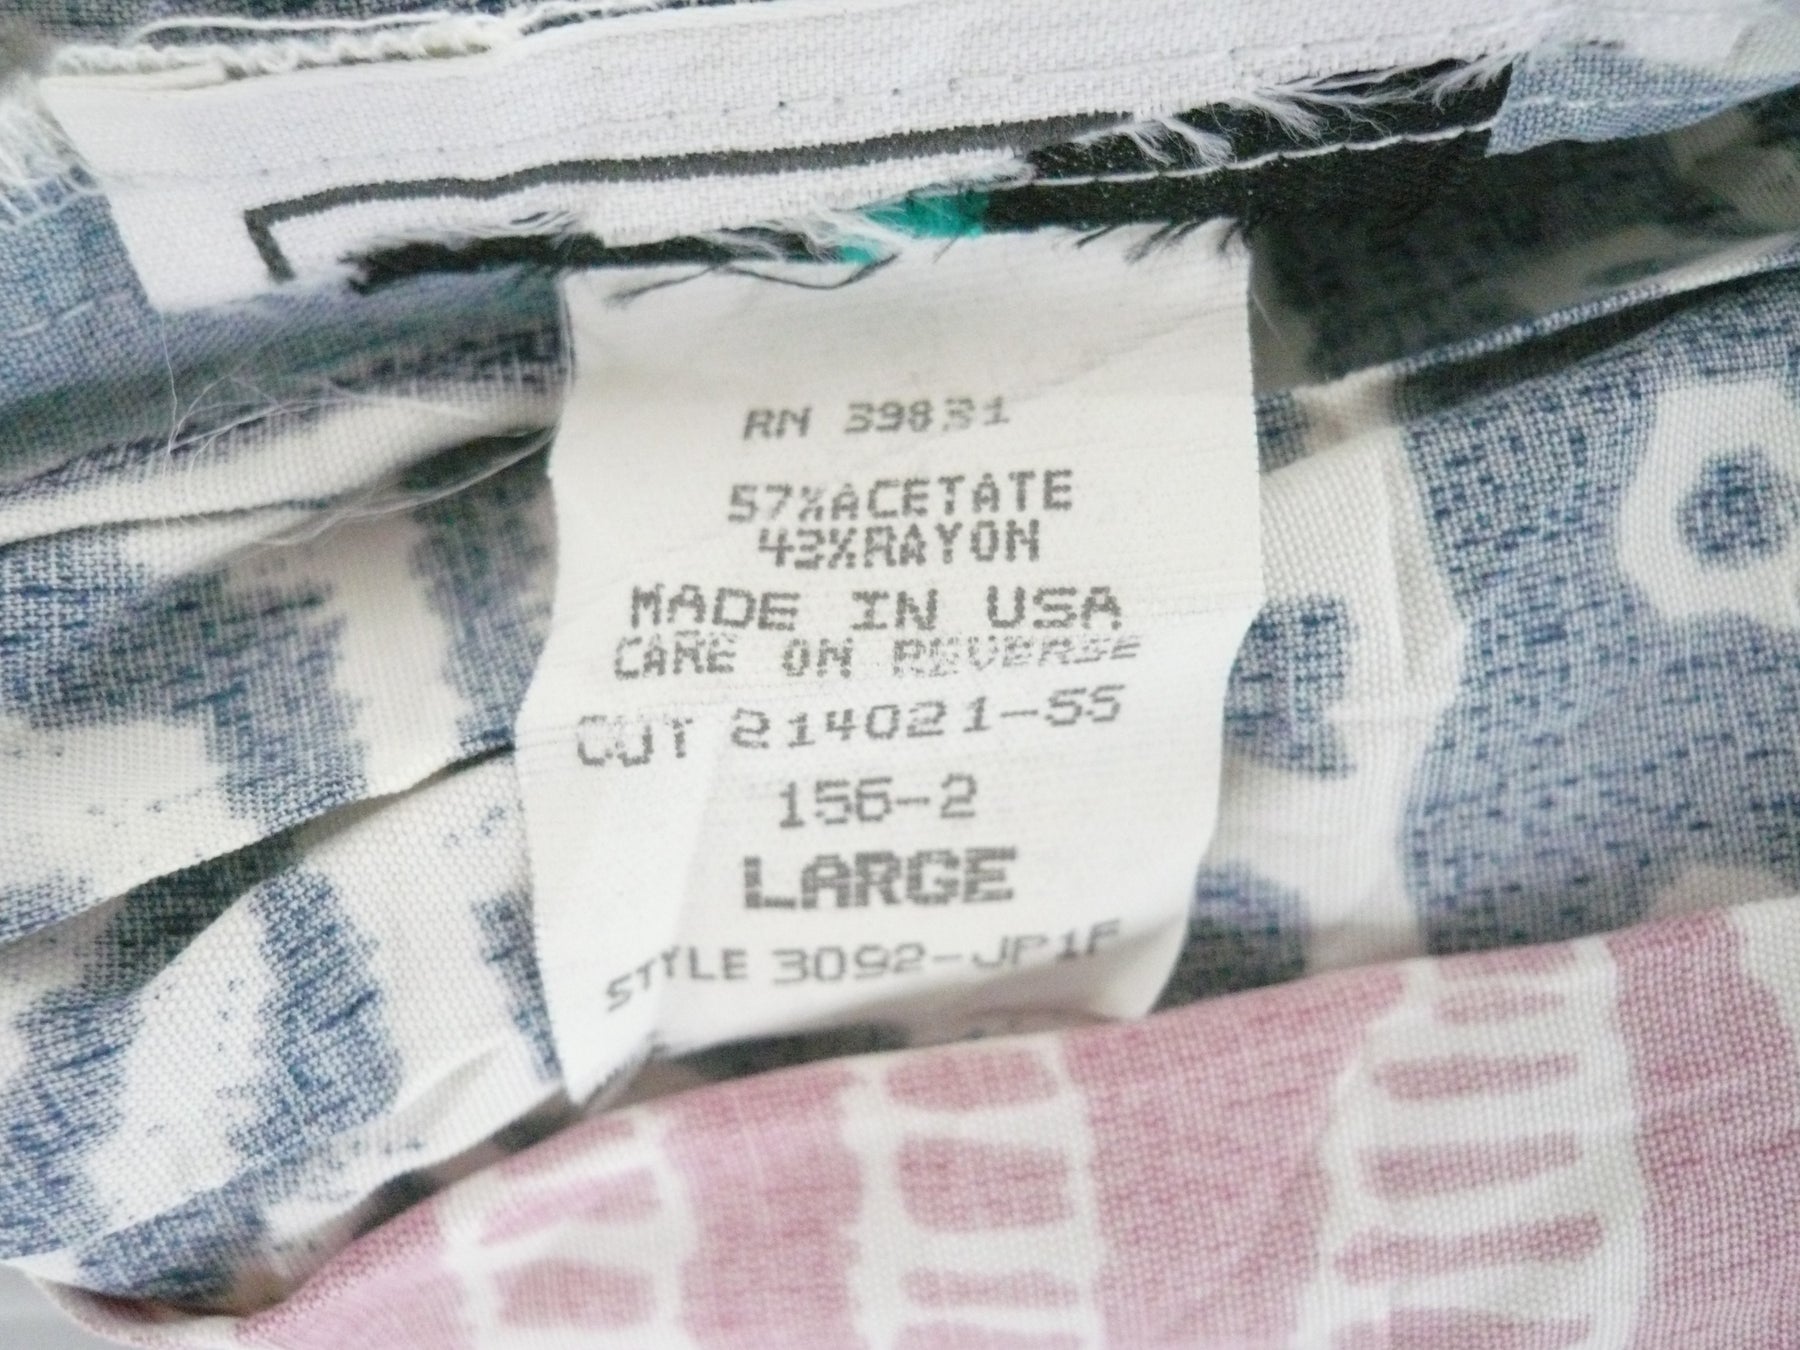 RN 39831
57%ACETATE
43%RAYON
MADE IN USA
CARE ON REVERSE
CUT 214021-55
156-2
LARGE
STYLE 3092-JP1F